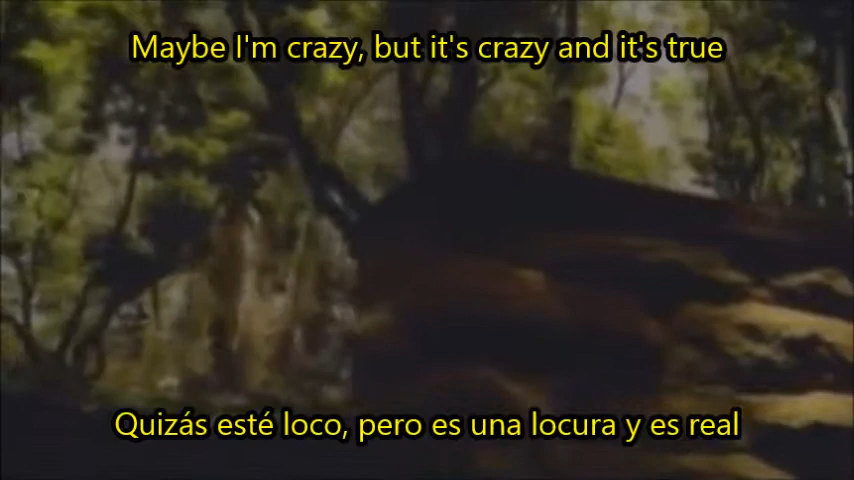 Maybe I'm crazy, but it's crazy and it's true
Quizás esté loco, pero es una locura y es real